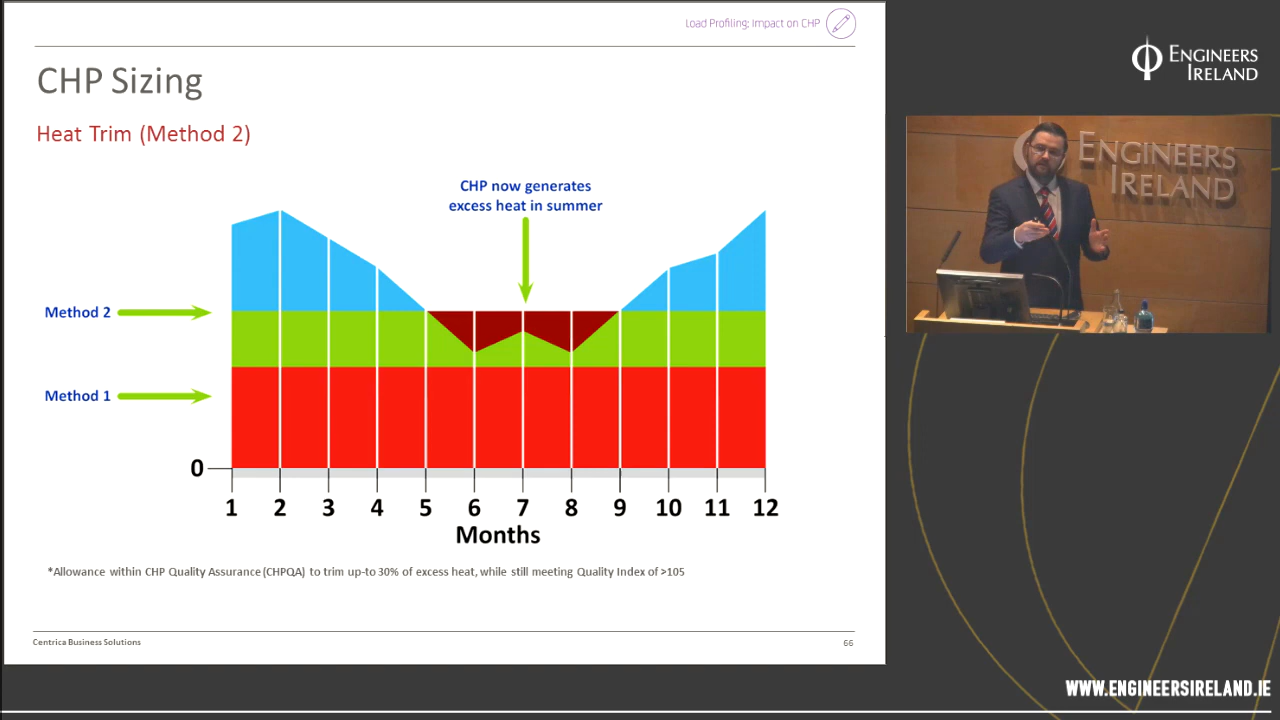 Load Profiling; Impact on CHP
CHP Sizing
Heat Trim (Method 2)
CHP now generates
excess heat in summer
Method 2
Method 1
0
1 2 3 4 5 6 7 8 9 10 11 12
Months
*Allowance within CHP Quality Assurance (CHPQA) to trim up-to 30% of excess heat, while still meeting Quality Index of >105
Centrica Business Solutions
66
ENGINEERS
IRELAND
ENGINEERS
IRELAND
WWW.ENGINEERSIRELAND.IE